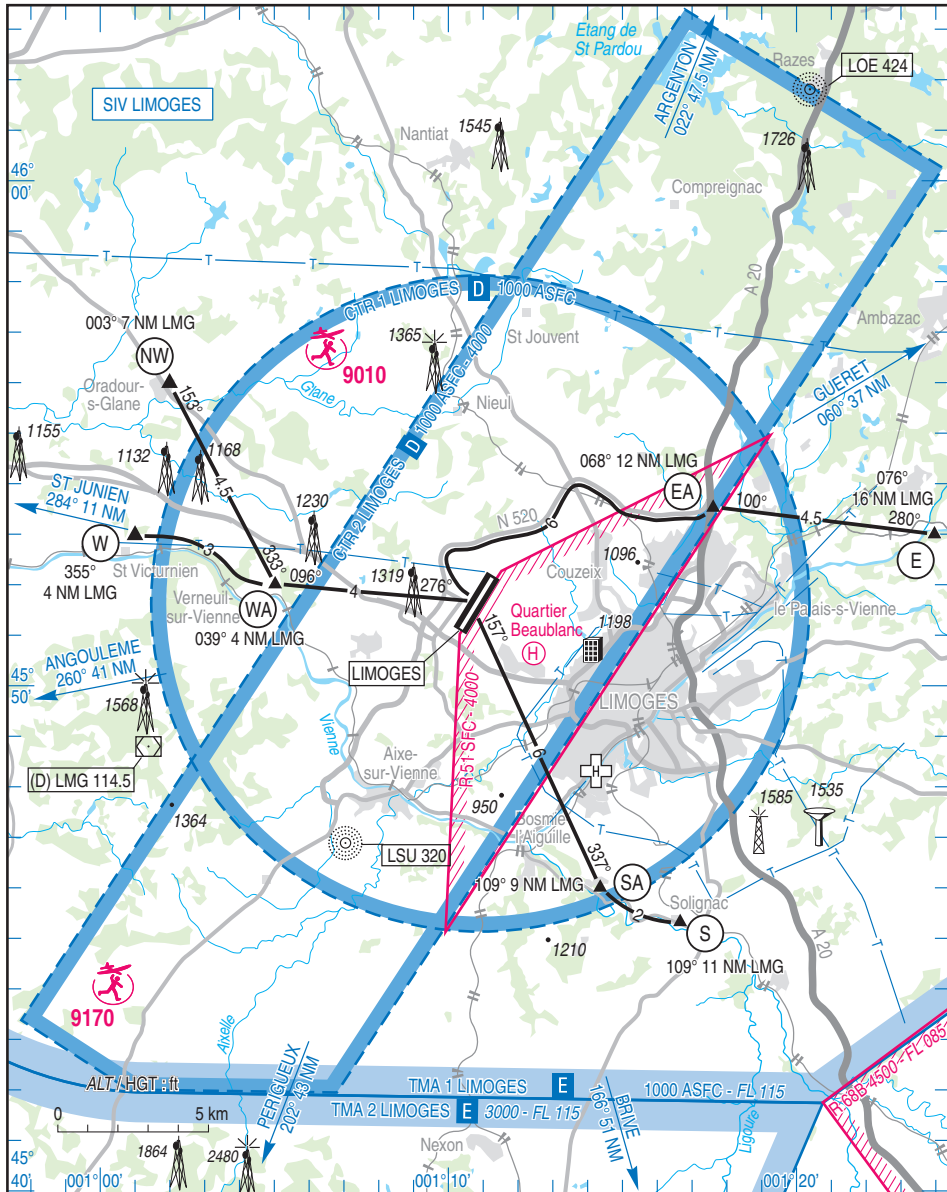 Etang de
St Pardou
Razes
LOE 424
SIV LIMOGES
ARGENTON
022° 47.5 NM
1545
Nantiat
1726
46°
00'
Compreignac
A 20
CTR 1 LIMOGES D 1000 ASFC
003° 7 NM LMG
NW
9010
1365
St Jouvent
Ambazac
Oradour-
s-Glane
Glane
CTR 2 LIMOGES D 1000 ASFC - 4000
Nieul
GUERET
060° 37 NM
153°
4.5
333°
1155
1132
1168
1230
068° 12 NM LMG
EA
076°
16 NM LMG
280°
100°
4.5
E
ST JUNIEN
284° 11 NM
N 520
6
W
3
355°
4 NM LMG
St Victurnien
096°
4
1319
276°
1096
Couzeix
Verneuil-
sur-Vienne
WA
039° 4 NM LMG
157°
Quartier
Beaublanc
H
1198
le Palais-s-Vienne
LIMOGES
ANGOULEME
260° 41 NM
45°
50'
1568
LIMOGES
Vienne
R 51 SFC - 4000
6
Aixe-
sur-Vienne
(D) LMG 114.5
H
1364
950
1585
1535
Bosmie
l'Aiguille
LSU 320
337°
109° 9 NM LMG
SA
2
Solignac
S
109° 11 NM LMG
1210
A 20
9170
Aixelle
R 68B 4500 - FL 085
ALT / HGT : ft
TMA 1 LIMOGES E 1000 ASFC - FL 115
TMA 2 LIMOGES E 3000 - FL 115
0 5 km
PERIGUEUX
202° 43 NM
BRIVE
166° 51 NM
Ligoure
Nexon
1864
2480
45°
40'
001°00'
001°10'
001°20'
T
T
T
T
T
T
T
T
T
T
T